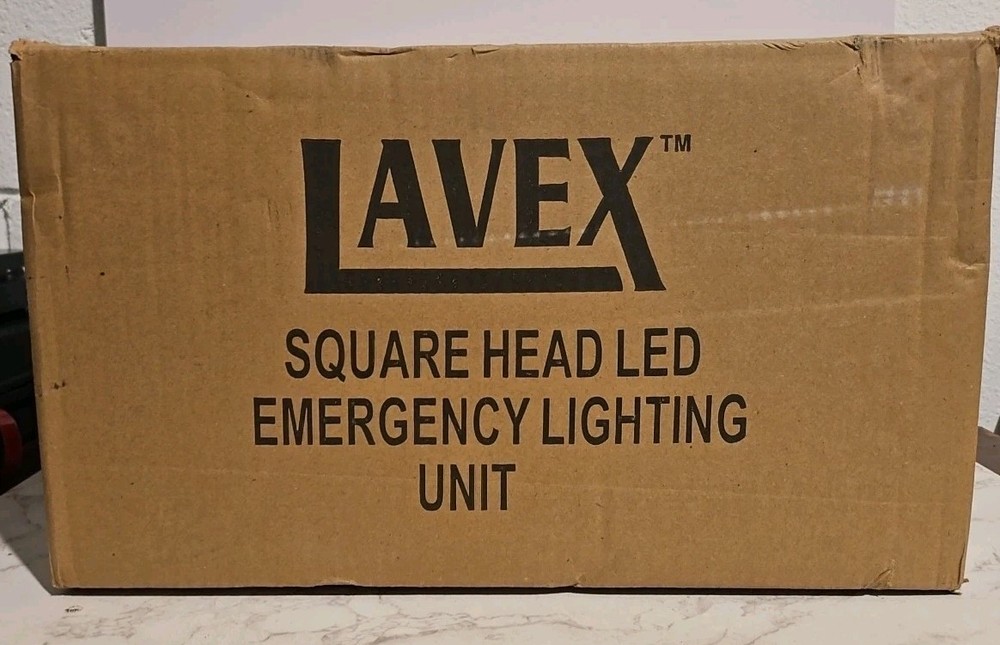 LAVEX™
SQUARE HEAD LED
EMERGENCY LIGHTING
UNIT